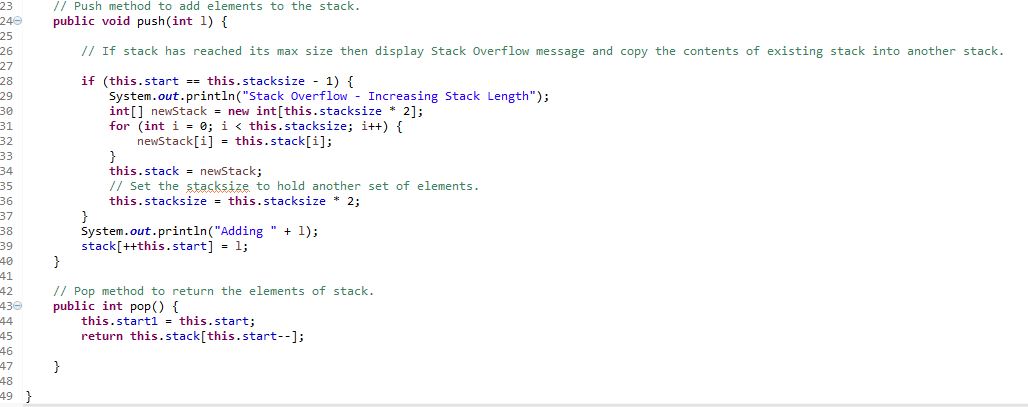 23 // Push method to add elements to the stack.
24 public void push(int l) {
25
26 // If stack has reached its max size then display Stack Overflow message and copy the contents of existing stack into another stack.
27
28 if (this.start == this.stacksize - 1) {
29 System.out.println("Stack Overflow - Increasing Stack Length");
30 int[] newStack = new int[this.stacksize * 2];
31 for (int i = 0; i < this.stacksize; i++) {
32 newStack[i] = this.stack[i];
33 }
34 this.stack = newStack;
35 // Set the stacksize to hold another set of elements.
36 this.stacksize = this.stacksize * 2;
37 }
38 System.out.println("Adding " + l);
39 stack[++this.start] = l;
40 }
41
42 // Pop method to return the elements of stack.
43 public int pop() {
44 this.start1 = this.start;
45 return this.stack[this.start--];
46
47 }
48
49 }